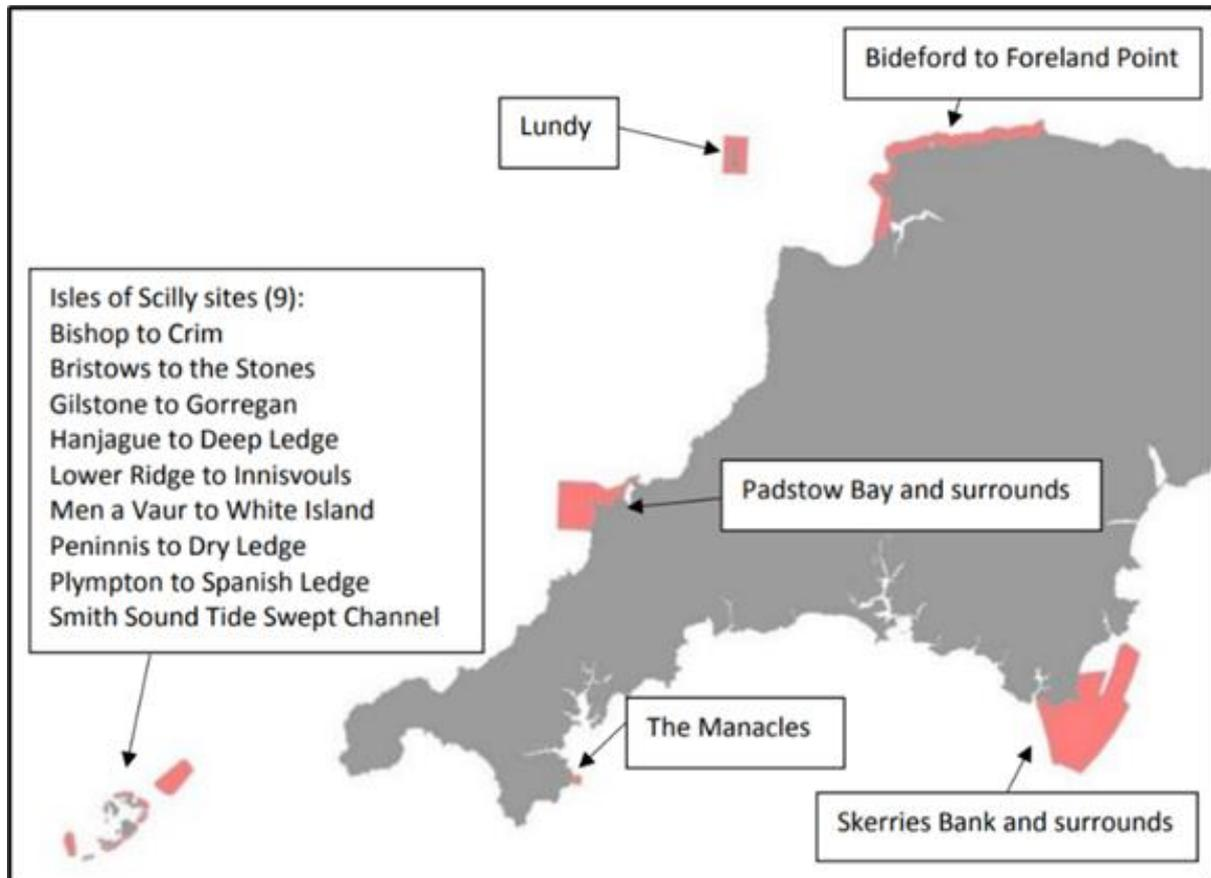 Bideford to Foreland Point
Lundy
Isles of Scilly sites (9):
Bishop to Crim
Bristows to the Stones
Gilstone to Gorregan
Hanjague to Deep Ledge
Lower Ridge to Innisvouls
Men a Vaur to White Island
Peninnis to Dry Ledge
Plympton to Spanish Ledge
Smith Sound Tide Swept Channel
Padstow Bay and surrounds
The Manacles
Skerries Bank and surrounds